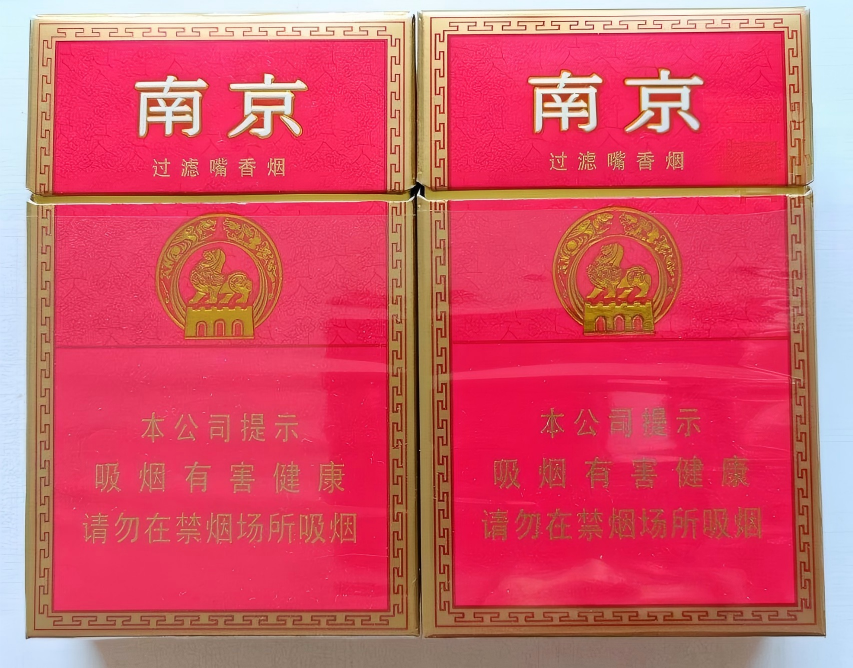 南京
过滤嘴香烟
本公司提示
吸烟有害健康
请勿在禁烟场所吸烟
南京
过滤嘴香烟
本公司提示
吸烟有害健康
请勿在禁烟场所吸烟